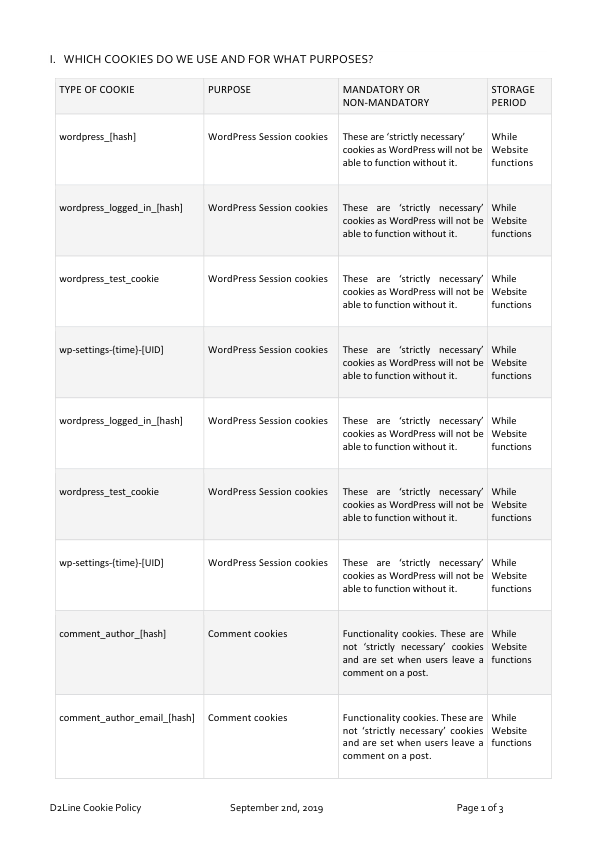 I. WHICH COOKIES DO WE USE AND FOR WHAT PURPOSES?
TYPE OF COOKIE PURPOSE MANDATORY OR STORAGE
NON-MANDATORY PERIOD
wordpress_[hash] WordPress Session cookies These are ‘strictly necessary’ While
cookies as WordPress will not be Website
able to function without it. functions
wordpress_logged_in_[hash] WordPress Session cookies These are ‘strictly necessary’ While
cookies as WordPress will not be Website
able to function without it. functions
wordpress_test_cookie WordPress Session cookies These are ‘strictly necessary’ While
cookies as WordPress will not be Website
able to function without it. functions
wp-settings-{time}-[UID] WordPress Session cookies These are ‘strictly necessary’ While
cookies as WordPress will not be Website
able to function without it. functions
wordpress_logged_in_[hash] WordPress Session cookies These are ‘strictly necessary’ While
cookies as WordPress will not be Website
able to function without it. functions
wordpress_test_cookie WordPress Session cookies These are ‘strictly necessary’ While
cookies as WordPress will not be Website
able to function without it. functions
wp-settings-{time}-[UID] WordPress Session cookies These are ‘strictly necessary’ While
cookies as WordPress will not be Website
able to function without it. functions
comment_author_[hash] Comment cookies Functionality cookies. These are While
not ‘strictly necessary’ cookies Website
and are set when users leave a functions
comment on a post.
comment_author_email_[hash] Comment cookies Functionality cookies. These are While
not ‘strictly necessary’ cookies Website
and are set when users leave a functions
comment on a post.
D2Line Cookie Policy September 2nd, 2019 Page 1 of 3